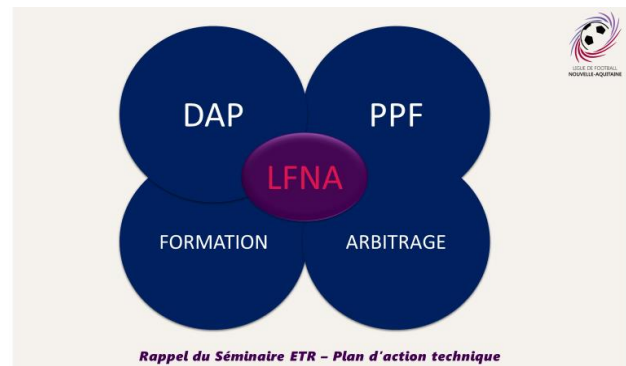 LIGUE DE FOOTBALL
NOUVELLE-AQUITAINE
DAP
PPF
LFNA
FORMATION
ARBITRAGE
Rappel du Séminaire ETR – Plan d'action technique